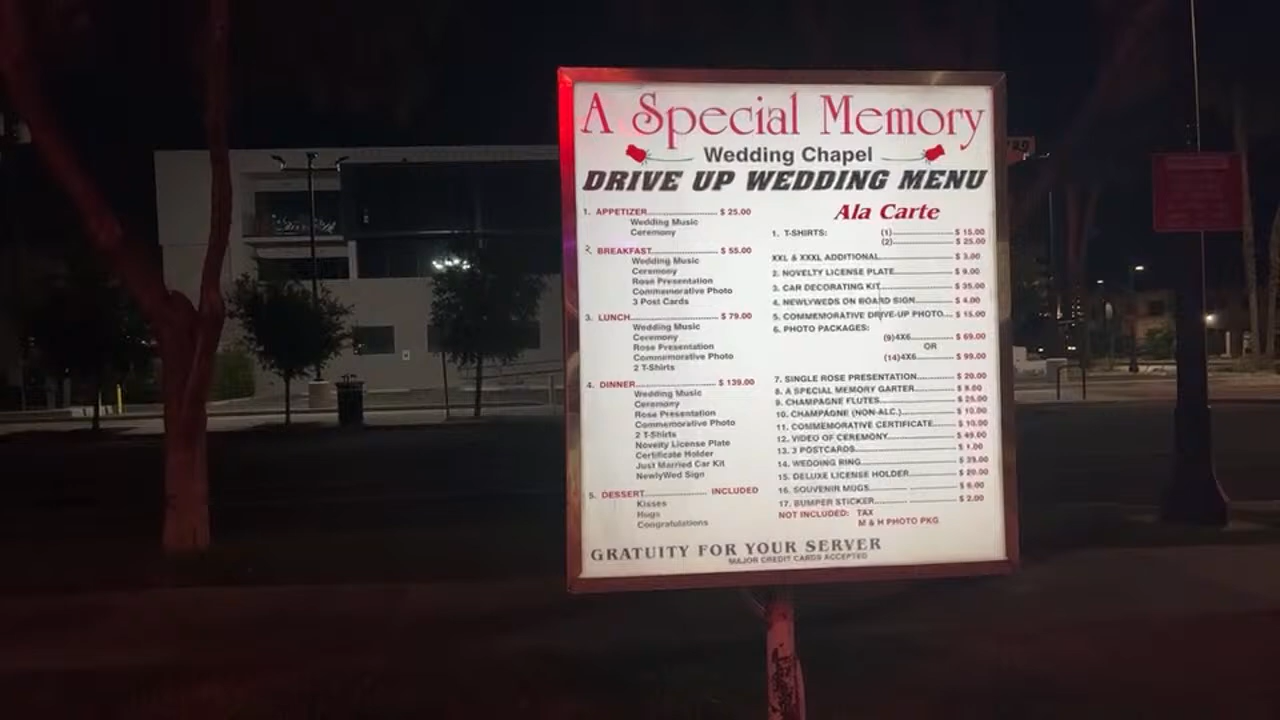 A Special Memory
Wedding Chapel
DRIVE UP WEDDING MENU
1. APPETIZER........................ $ 25.00
Wedding Music
Ceremony
2. BREAKFAST........................ $ 55.00
Wedding Music
Ceremony
Rose Presentation
Commemorative Photo
3 Post Cards
3. LUNCH........................ $ 79.00
Wedding Music
Ceremony
Rose Presentation
Commemorative Photo
2 T-Shirts
4. DINNER........................ $ 139.00
Wedding Music
Ceremony
Rose Presentation
Commemorative Photo
2 T-Shirts
Novelty License Plate
Certificate Holder
Just Married Car Kit
NewlyWed Sign
5. DESSERT.................... INCLUDED
Kisses
Hugs
Congratulations
Ala Carte
1. T-SHIRTS: (1).................... $ 15.00
(2).................... $ 25.00
XXL & XXXL ADDITIONAL.................... $ 3.00
2. NOVELTY LICENSE PLATE.................... $ 9.00
3. CAR DECORATING KIT.................... $ 35.00
4. NEWLYWEDS ON BOARD SIGN............ $ 4.00
5. COMMEMORATIVE DRIVE-UP PHOTO.... $ 15.00
6. PHOTO PACKAGES:
(9)4X6............ $ 69.00
OR
(14)4X6............ $ 99.00
7. SINGLE ROSE PRESENTATION............ $ 20.00
8. A SPECIAL MEMORY GARTER............ $ 8.00
9. CHAMPAGNE FLUTES.................... $ 25.00
10. CHAMPAGNE (NON-ALC.)............ $ 10.00
11. COMMEMORATIVE CERTIFICATE....... $ 10.00
12. VIDEO OF CEREMONY.................... $ 49.00
13. 3 POSTCARDS............................ $ 1.00
14. WEDDING RING............................ $ 39.00
15. DELUXE LICENSE HOLDER............ $ 20.00
16. SOUVENIR MUGS.................... $ 6.00
17. BUMPER STICKER.................... $ 2.00
NOT INCLUDED: TAX
M & H PHOTO PKG
GRATUITY FOR YOUR SERVER
MAJOR CREDIT CARDS ACCEPTED